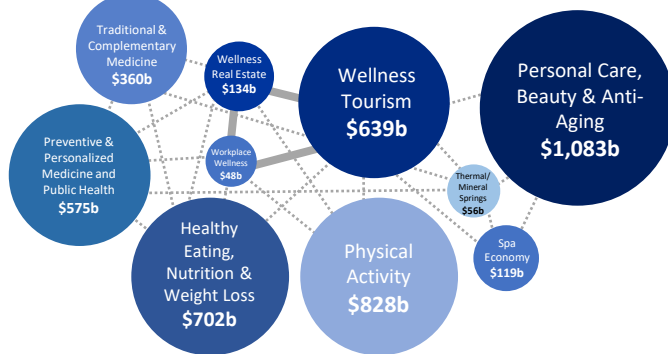 Traditional &
Complementary
Medicine
$360b
Wellness
Real Estate
$134b
Wellness
Tourism
$639b
Personal Care,
Beauty & Anti-
Aging
$1,083b
Preventive &
Personalized
Medicine and
Public Health
$575b
Workplace
Wellness
$48b
Thermal/
Mineral
Springs
$56b
Healthy
Eating,
Nutrition &
Weight Loss
$702b
Physical
Activity
$828b
Spa
Economy
$119b